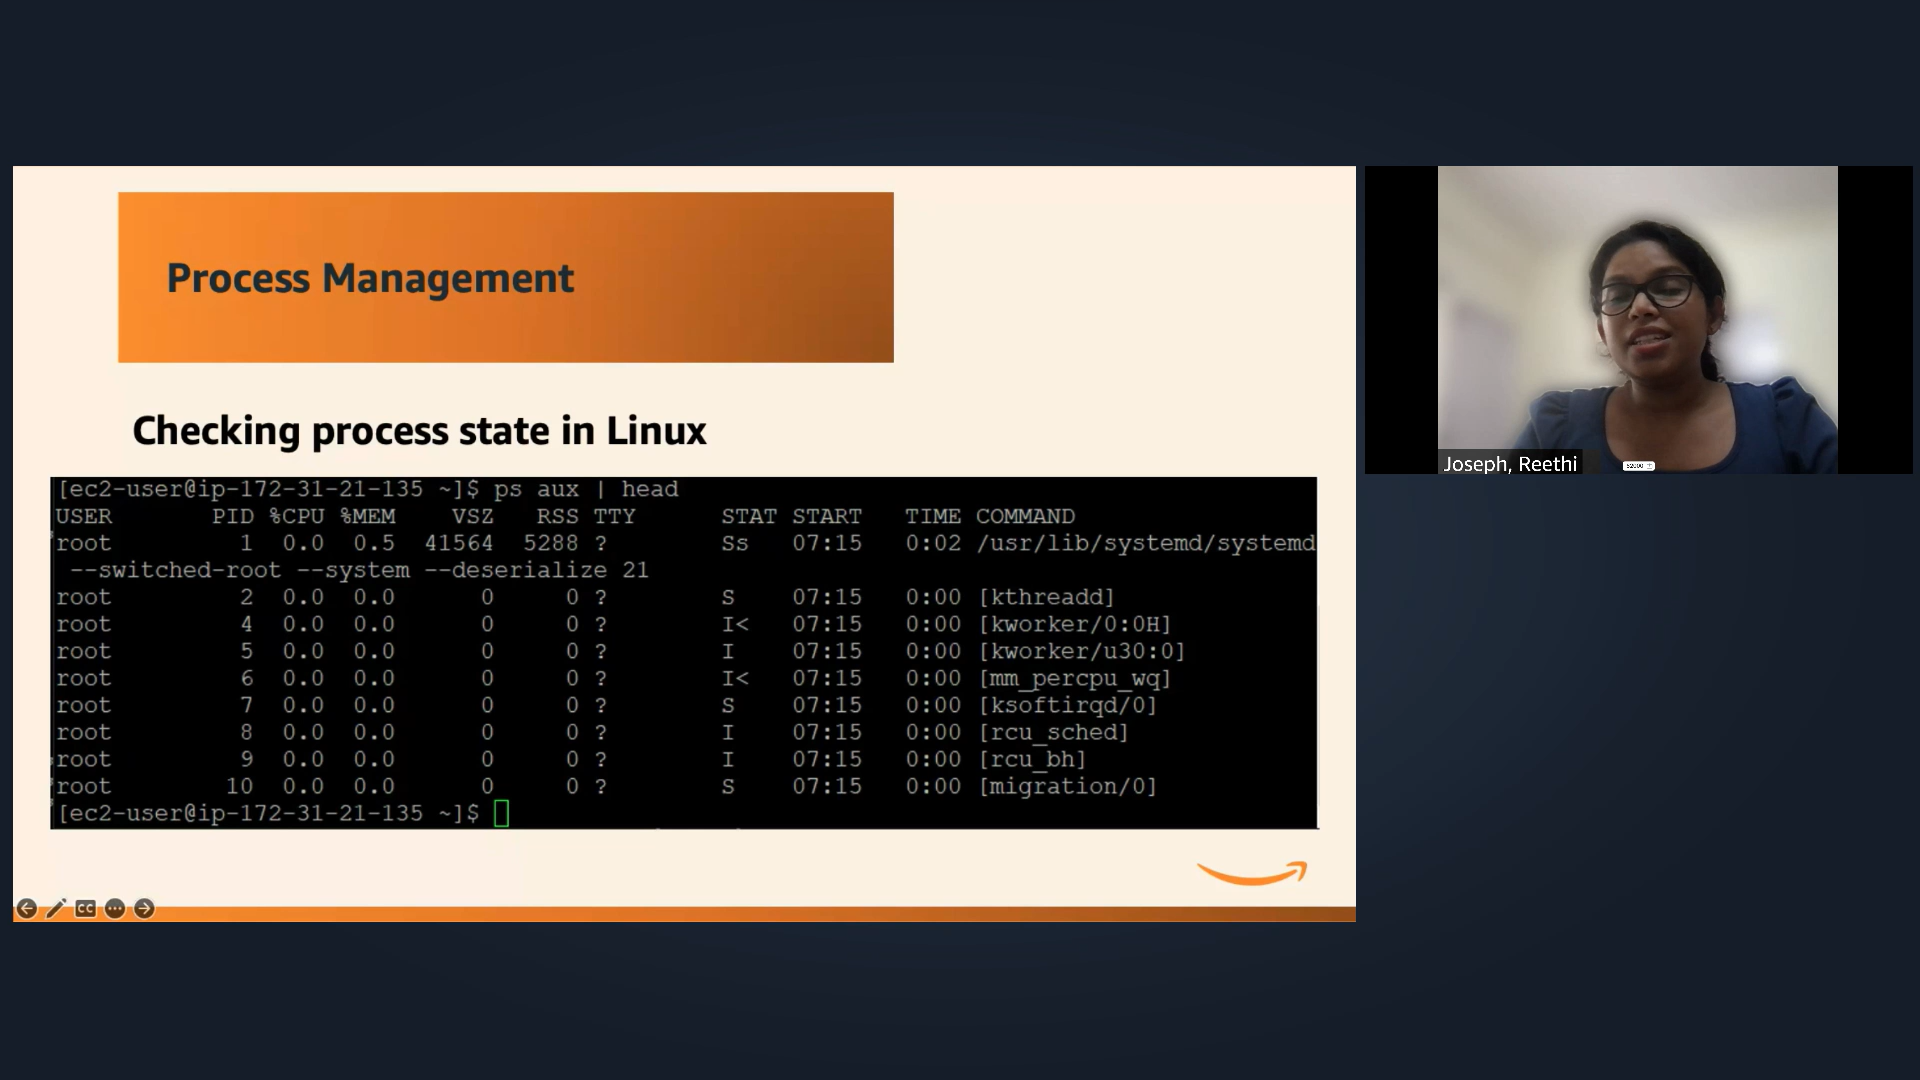 Process Management
Checking process state in Linux
[ec2-user@ip-172-31-21-135 ~]$ ps aux | head
USER PID %CPU %MEM VSZ RSS TTY STAT START TIME COMMAND
root 1 0.0 0.5 41564 5288 ? Ss 07:15 0:02 /usr/lib/systemd/systemd
--switched-root --system --deserialize 21
root 2 0.0 0.0 0 0 ? S 07:15 0:00 [kthreadd]
root 4 0.0 0.0 0 0 ? I< 07:15 0:00 [kworker/0:0H]
root 5 0.0 0.0 0 0 ? I 07:15 0:00 [kworker/u30:0]
root 6 0.0 0.0 0 0 ? I< 07:15 0:00 [mm_percpu_wq]
root 7 0.0 0.0 0 0 ? S 07:15 0:00 [ksoftirqd/0]
root 8 0.0 0.0 0 0 ? I 07:15 0:00 [rcu_sched]
root 9 0.0 0.0 0 0 ? I 07:15 0:00 [rcu_bh]
root 10 0.0 0.0 0 0 ? S 07:15 0:00 [migration/0]
[ec2-user@ip-172-31-21-135 ~]$
CC
Joseph, Reethi